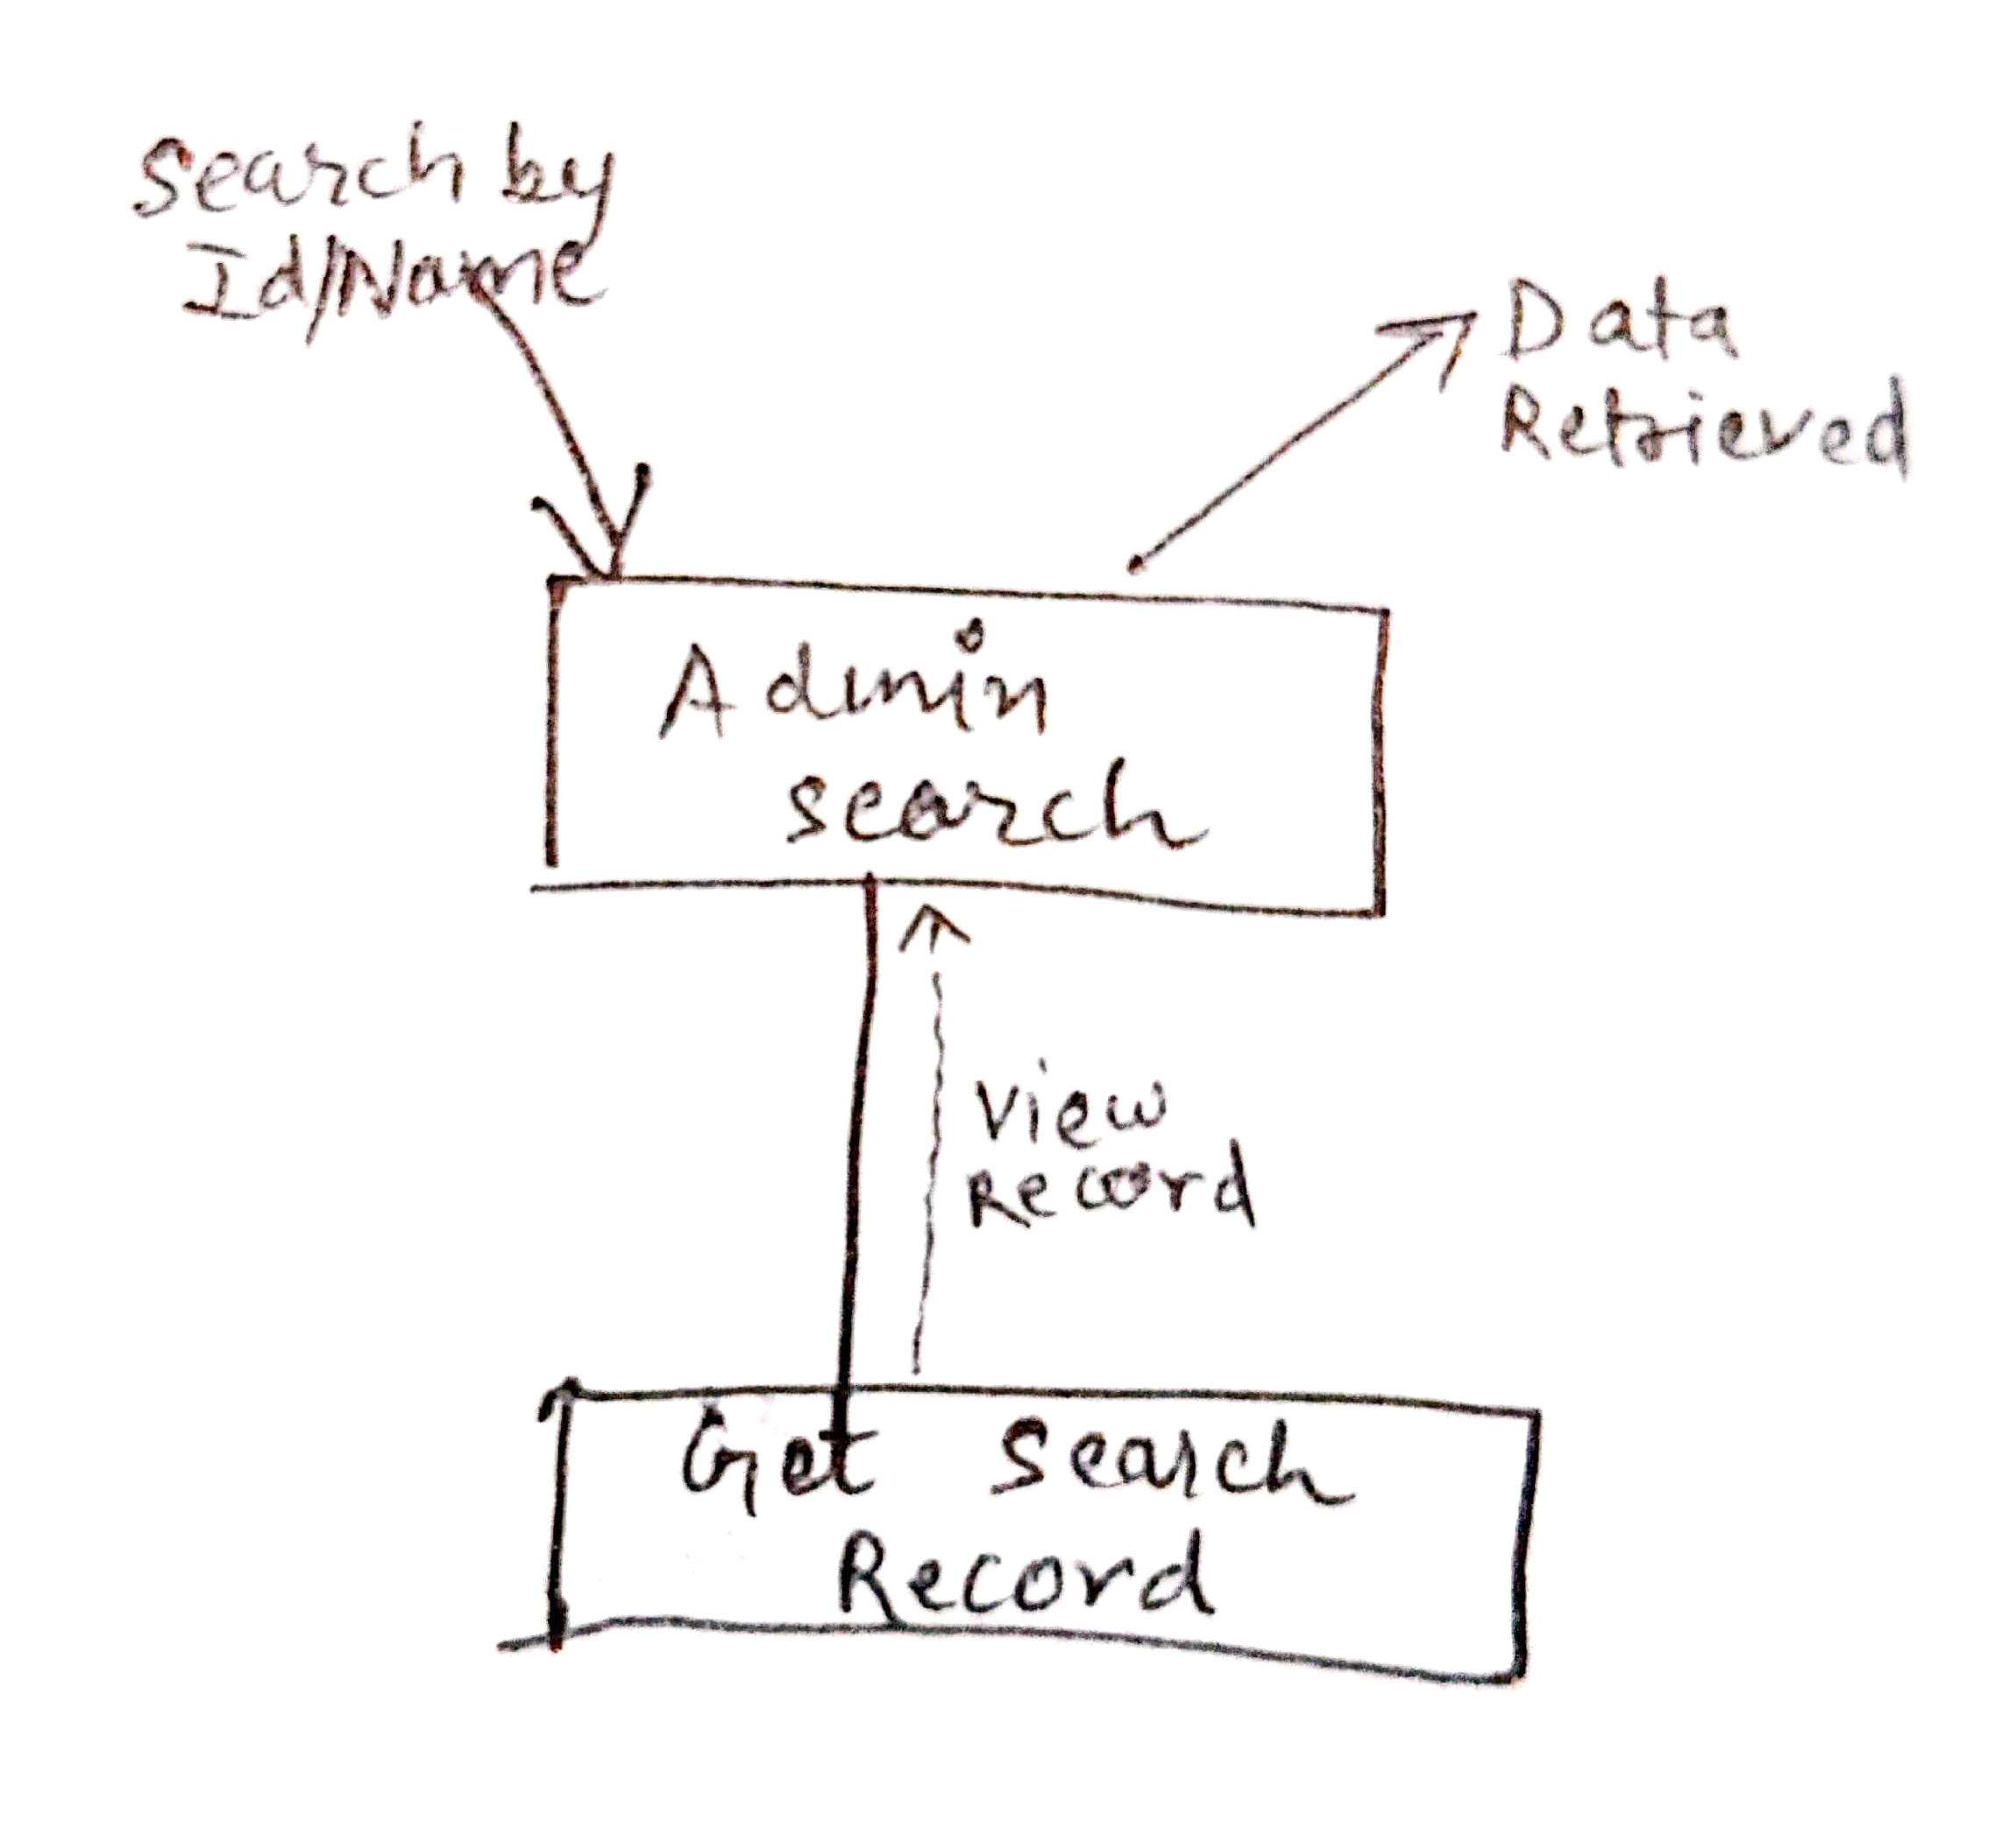 Search by
Id/Name
Data
Retrieved
Admin
search
View
Record
Get Search
Record